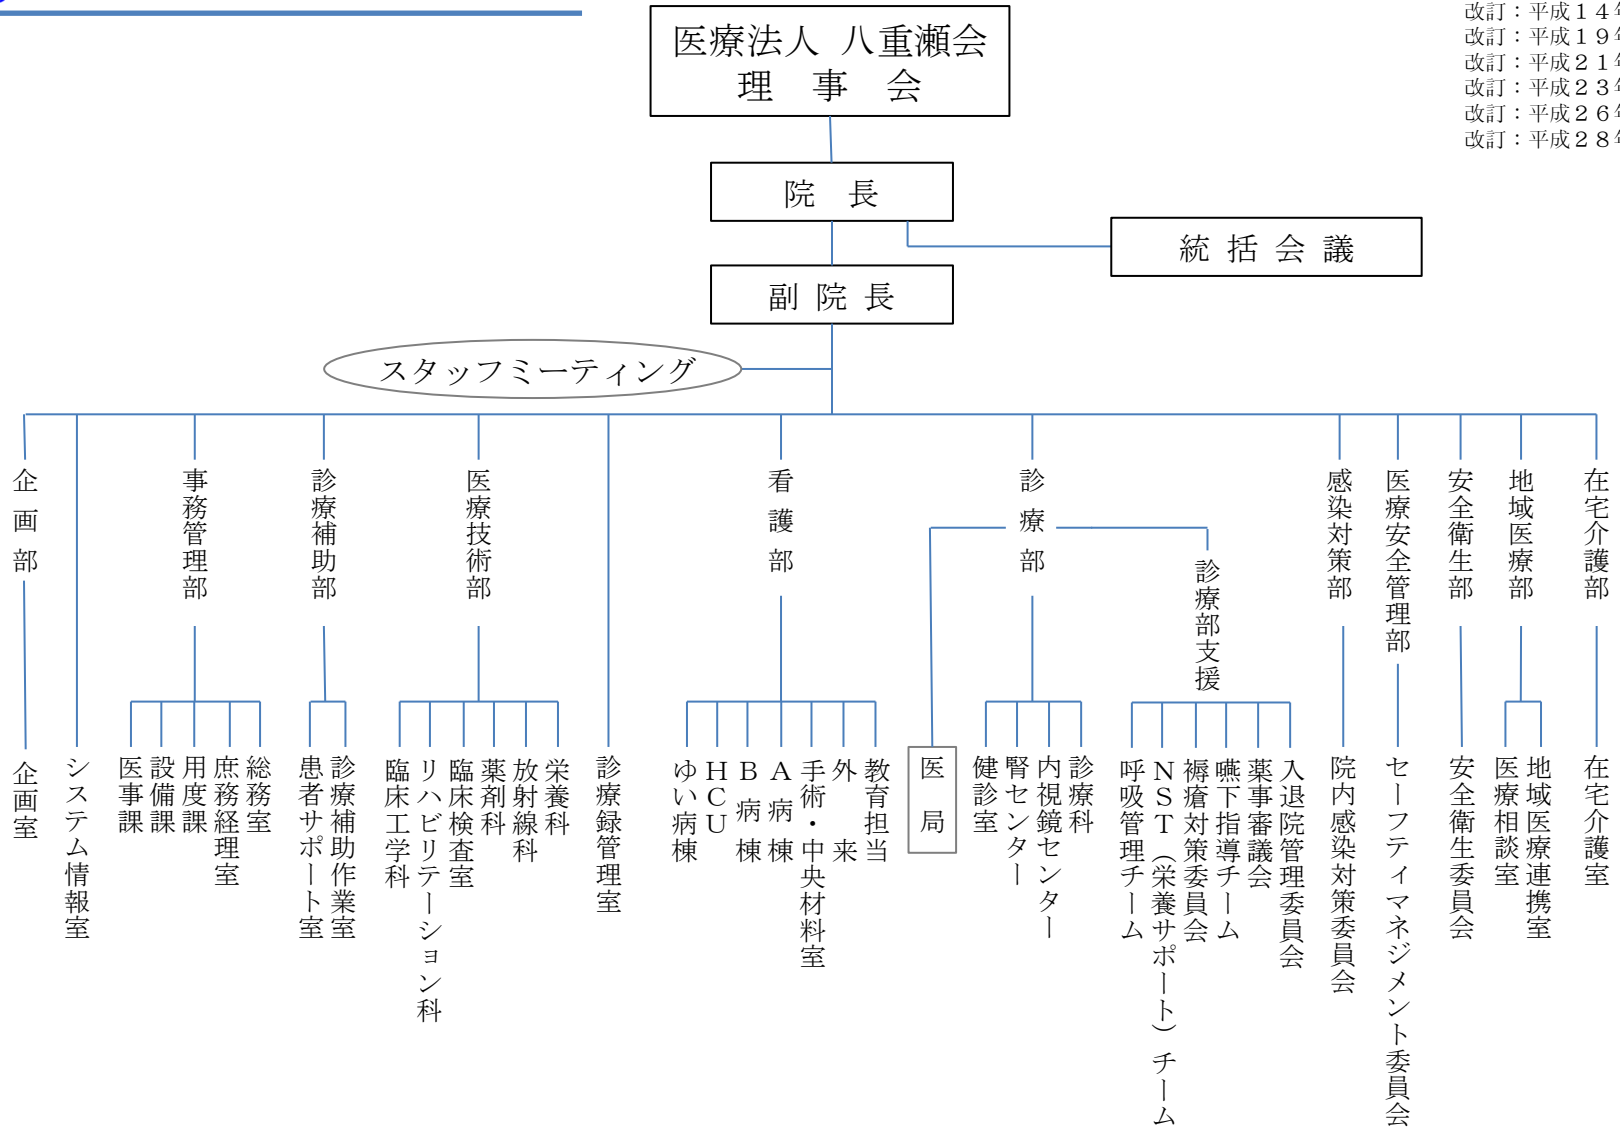 医療法人 八重瀬会
理 事 会
改訂：平成１４年
改訂：平成１９年
改訂：平成２１年
改訂：平成２３年
改訂：平成２６年
改訂：平成２８年
院 長
統 括 会 議
副 院 長
スタッフミーティング
企画部
事務管理部
診療補助部
医療技術部
看護部
診療部
感染対策部
医療安全管理部
安全衛生部
地域医療部
在宅介護部
診療部支援
企画室
システム情報室
医事課
設備課
用度課
庶務経理室
総務室
患者サポート室
診療補助作業室
臨床工学科
リハビリテーション科
臨床検査室
薬剤科
放射線科
栄養科
診療録管理室
ゆい病棟
ＨＣＵ
Ｂ病棟
Ａ病棟
手術・中央材料室
外 来
教育担当
医 局
健診室
腎センター
内視鏡センター
診療科
呼吸管理チーム
ＮＳＴ（栄養サポート）チーム
褥瘡対策委員会
嚥下指導チーム
薬事審議会
入退院管理委員会
院内感染対策委員会
セーフティマネジメント委員会
安全衛生委員会
医療相談室
地域医療連携室
在宅介護室